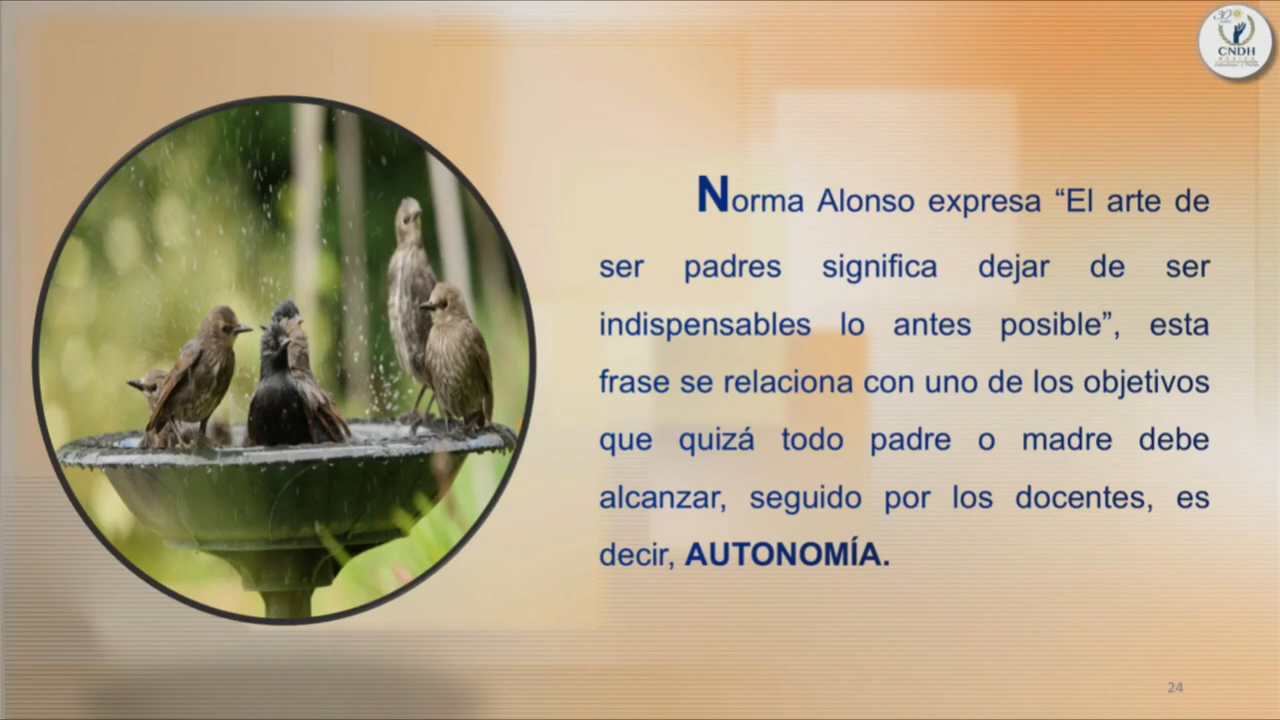 CNDH
MÉXICO
Norma Alonso expresa “El arte de
ser padres significa dejar de ser
indispensables lo antes posible”, esta
frase se relaciona con uno de los objetivos
que quizá todo padre o madre debe
alcanzar, seguido por los docentes, es
decir, AUTONOMÍA.
24